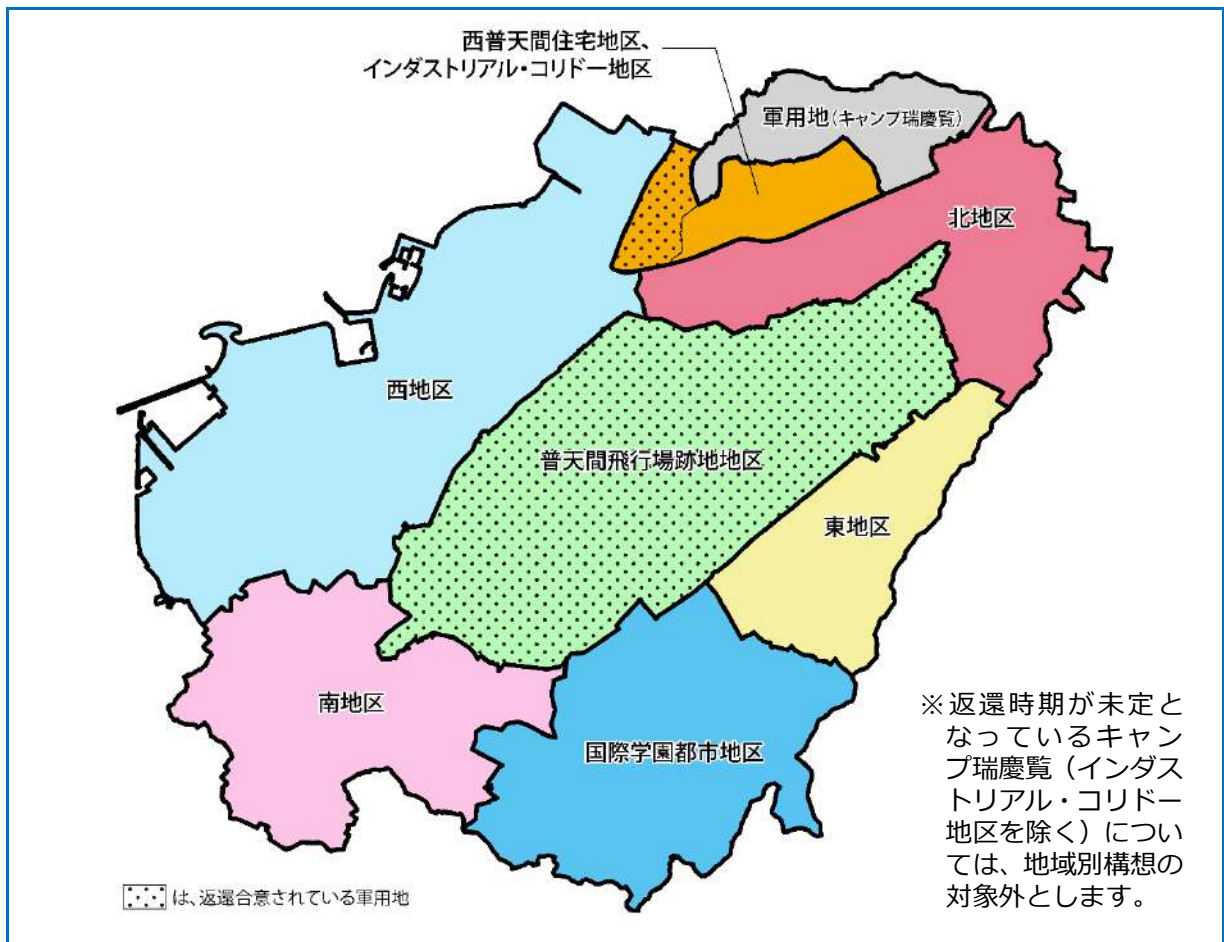 西普天間住宅地区、
インダストリアル・コリドー地区
軍用地(キャンプ瑞慶覧)
北地区
西地区
普天間飛行場跡地地区
東地区
南地区
国際学園都市地区
※返還時期が未定と
なっているキャン
プ瑞慶覧（インダス
トリアル・コリドー
地区を除く）につい
ては、地域別構想の
対象外とします。
は、返還合意されている軍用地